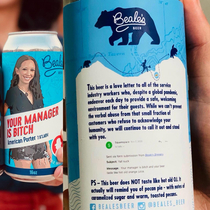 Beale's
BEER
YOUR MANAGER
IS BITCH
American Porter
Beale's
BEER
This beer is a love letter to all of the service
industry workers who, despite a global pandemic,
endeavor each day to provide a safe, welcoming
environment for their guests. While we can't prevent
the verbal abuse from that small fraction of
customers who refuse to acknowledge your
humanity, we will continue to call it out and stand
with you.
PS – This beer does NOT taste like hot old OJ. It
actually will remind you of pecan pie – with notes of
caramelized sugar and warm, toasted pecans.
BEALESBEER
@BEALES_BEER